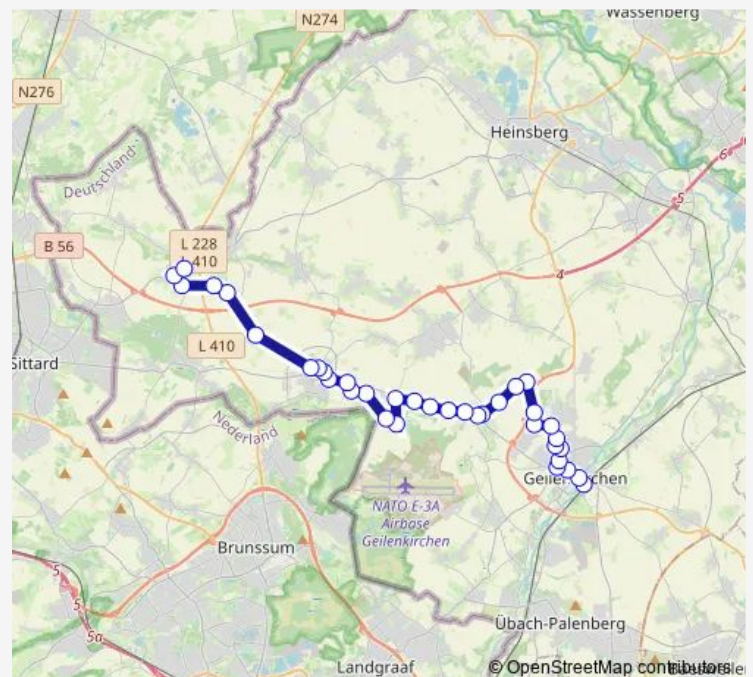 Wassenberg
N274
N276
Heinsberg
6
Deutschland
5
L 228
L 410
B 56
4
L 410
Sittard
Nederland
Geilenkirchen
NATO E-3A
Airbase
Geilenkirchen
Brunssum
5
5
5a
Übach-Palenberg
Landgraaf
© OpenStreetMap contributors